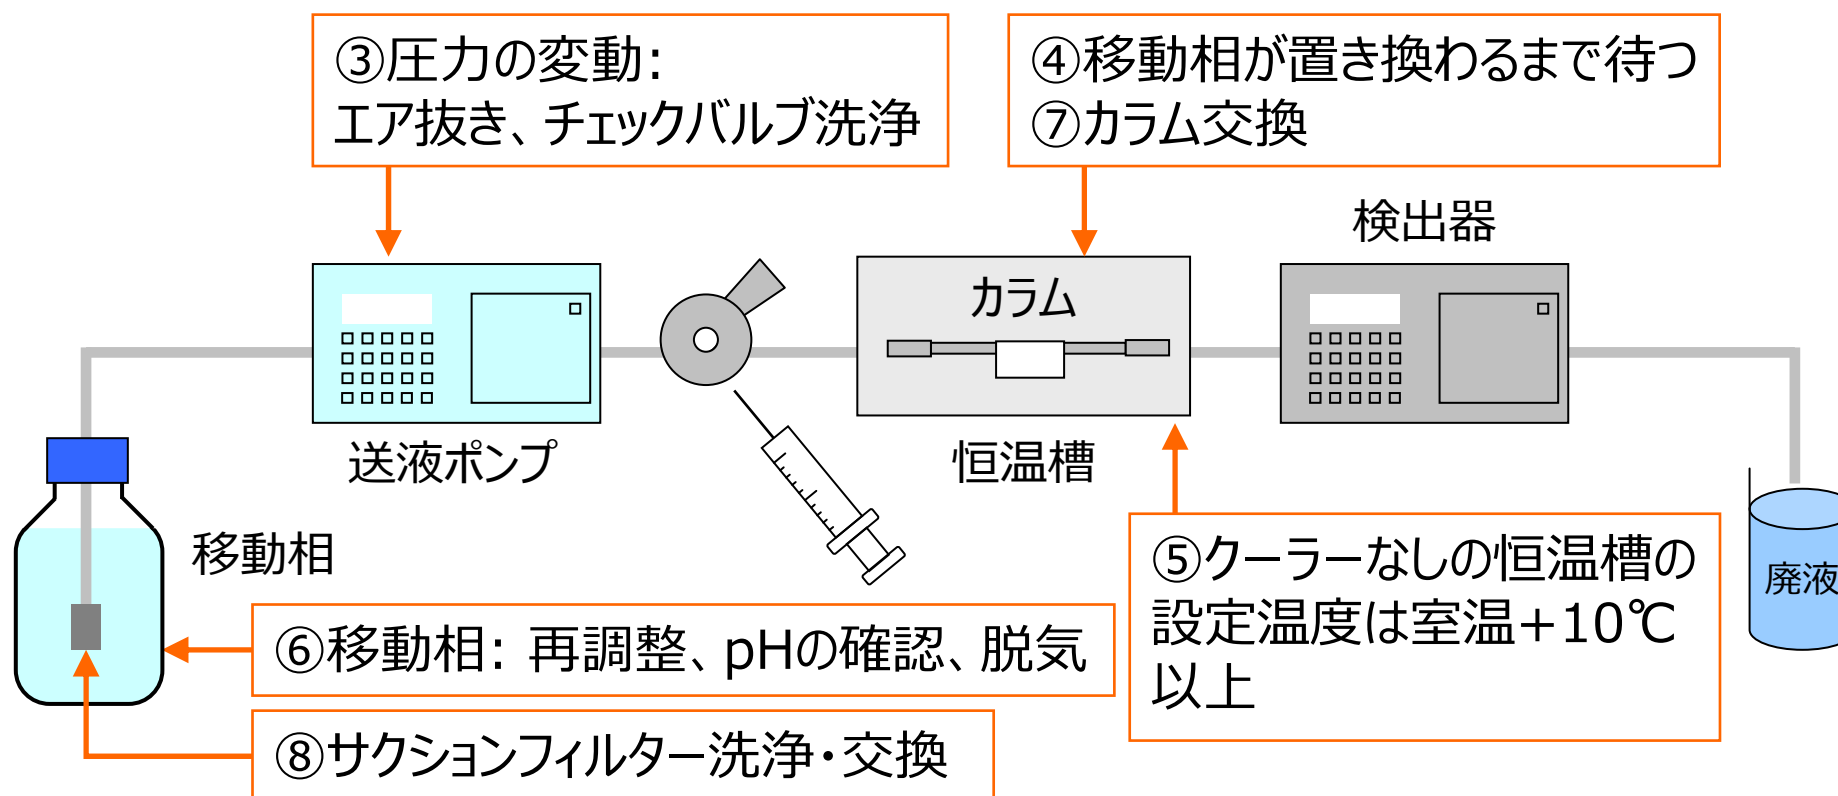 ③圧力の変動:
エア抜き、チェックバルブ洗浄
④移動相が置き換わるまで待つ
⑦カラム交換
検出器
カラム
送液ポンプ
恒温槽
移動相
⑤クーラーなしの恒温槽の
設定温度は室温+10℃
以上
廃液
⑥移動相: 再調整、pHの確認、脱気
⑧サクションフィルター洗浄・交換